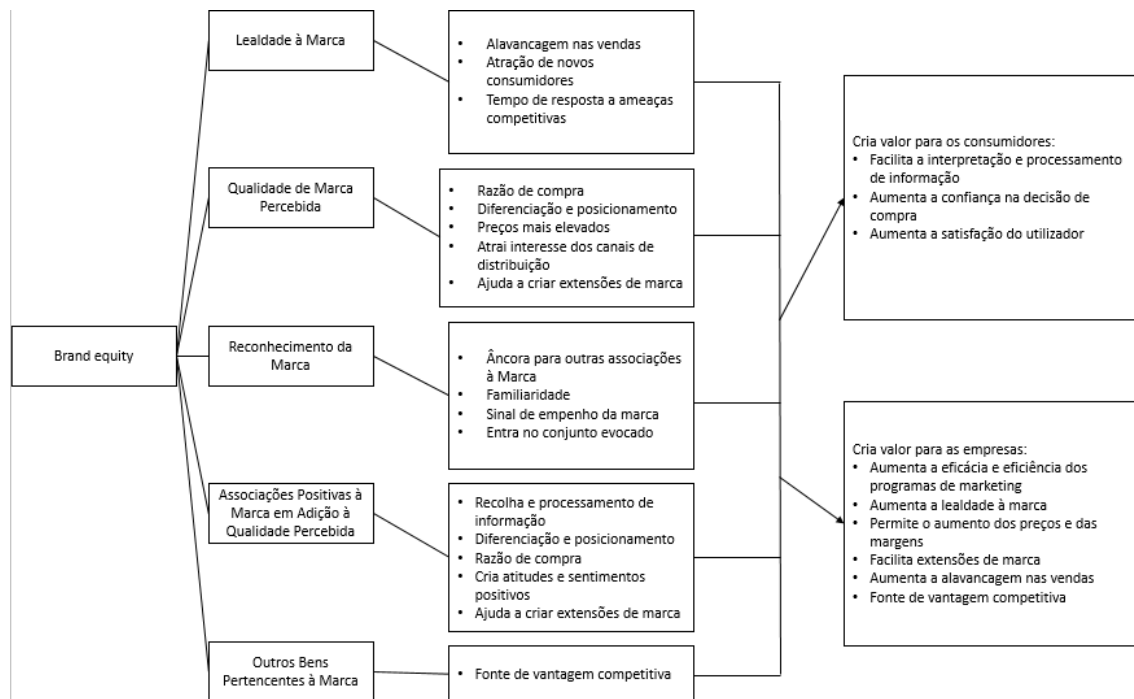 Brand equity
Lealdade à Marca
Qualidade de Marca
Percebida
Reconhecimento da
Marca
Associações Positivas à
Marca em Adição à
Qualidade Percebida
Outros Bens
Pertencentes à Marca
• Alavancagem nas vendas
• Atração de novos
consumidores
• Tempo de resposta a ameaças
competitivas
• Razão de compra
• Diferenciação e posicionamento
• Preços mais elevados
• Atrai interesse dos canais de
distribuição
• Ajuda a criar extensões de marca
• Âncora para outras associações
à Marca
• Familiaridade
• Sinal de empenho da marca
• Entra no conjunto evocado
• Recolha e processamento de
informação
• Diferenciação e posicionamento
• Razão de compra
• Cria atitudes e sentimentos
positivos
• Ajuda a criar extensões de marca
• Fonte de vantagem competitiva
Cria valor para os consumidores:
• Facilita a interpretação e processamento
de informação
• Aumenta a confiança na decisão de
compra
• Aumenta a satisfação do utilizador
Cria valor para as empresas:
• Aumenta a eficácia e eficiência dos
programas de marketing
• Aumenta a lealdade à marca
• Permite o aumento dos preços e das
margens
• Facilita extensões de marca
• Aumenta a alavancagem nas vendas
• Fonte de vantagem competitiva